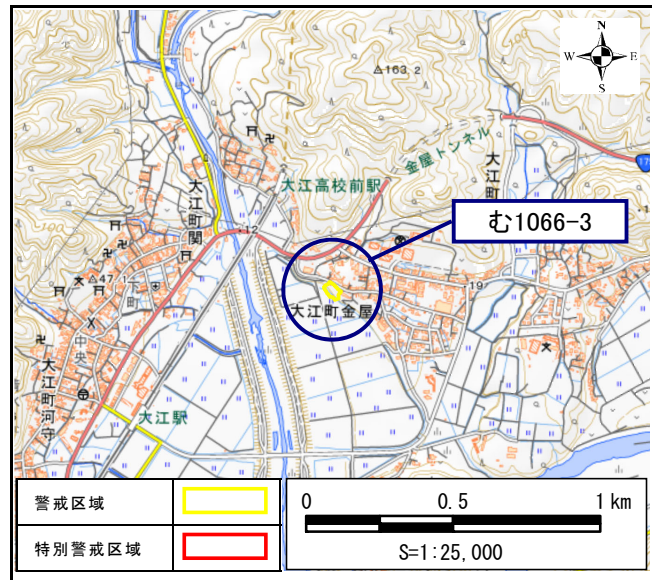 N
W E
S
△163.2
金屋トンネル
175
大江高校前駅
大江町関
大江町
む1066-3
・12
19
△47.1
下町
大江町金屋
中央
大江町河守
大江駅
警戒区域
特別警戒区域
0 0.5 1km
S=1:25,000